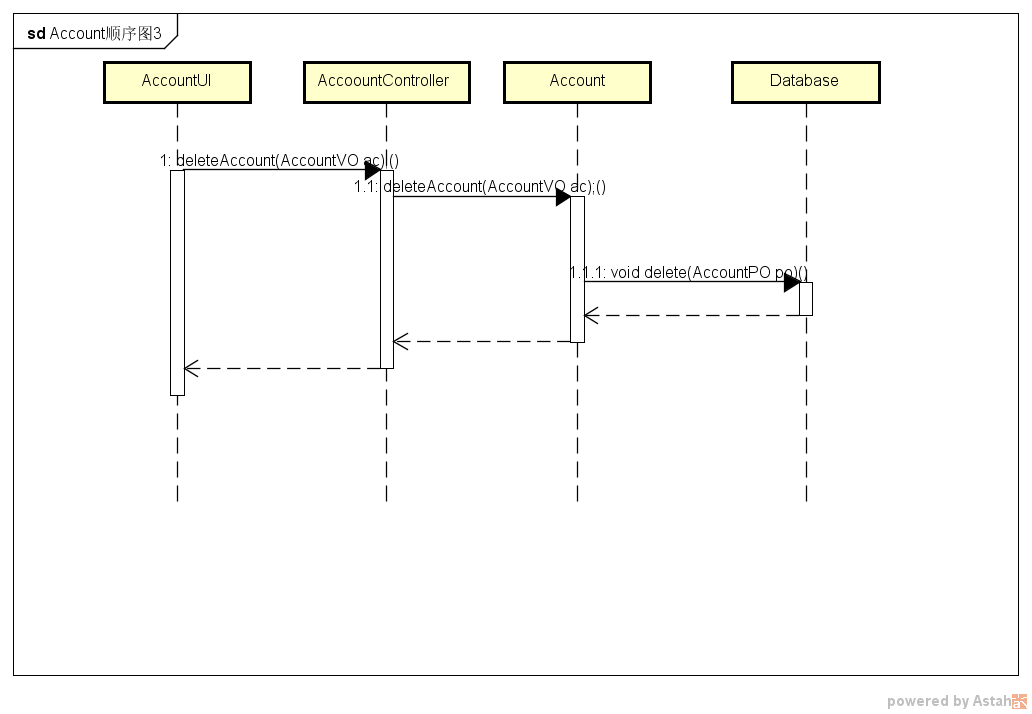 sd Account顺序图3
AccountUI
AccoountController
Account
Database
1: deleteAccount(AccountVO ac);()
1.1: deleteAccount(AccountVO ac);()
1.1.1: void delete(AccountPO po)()
powered by Astah